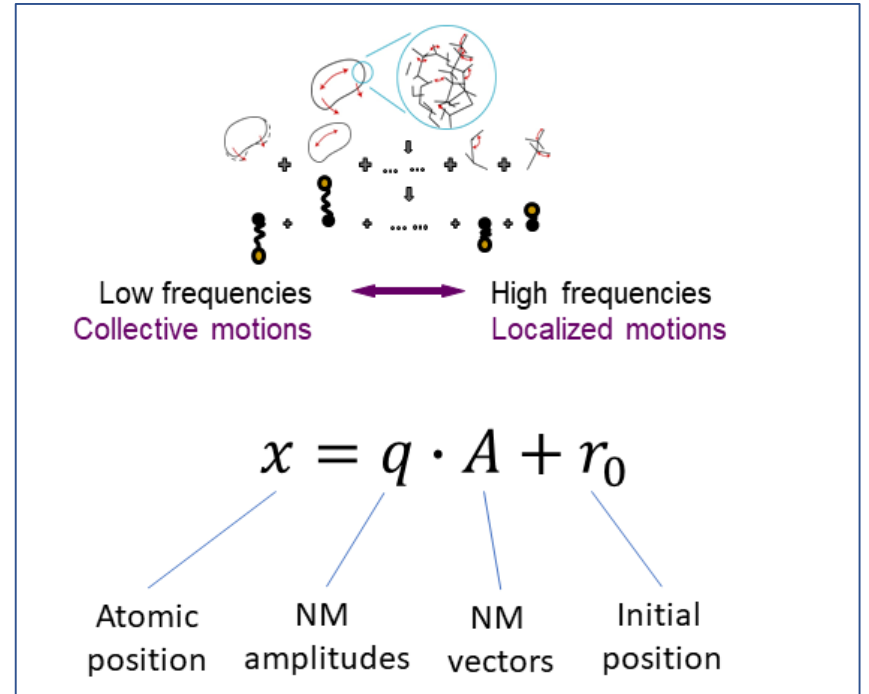 + + ... ... + +
+ + ... ... + +
Low frequencies High frequencies
Collective motions Localized motions
x = q · A + r₀
Atomic position
NM amplitudes
NM vectors
Initial position